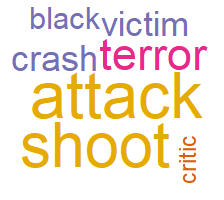 black victim
crash terror
attack
shoot
critic